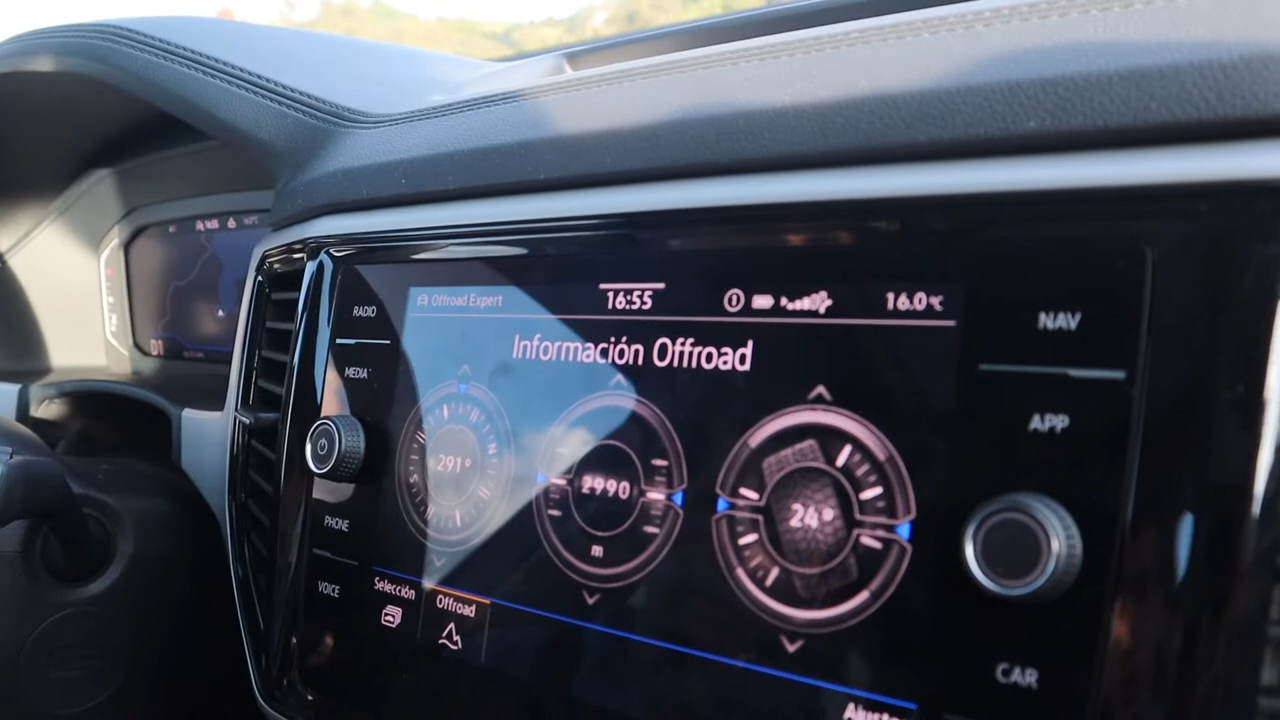 RADIO
MEDIA
PHONE
VOICE
Offroad Expert
16:55
16.0°C
Información Offroad
291°
2990
m
24°
Selección
Offroad
NAV
APP
CAR
D1